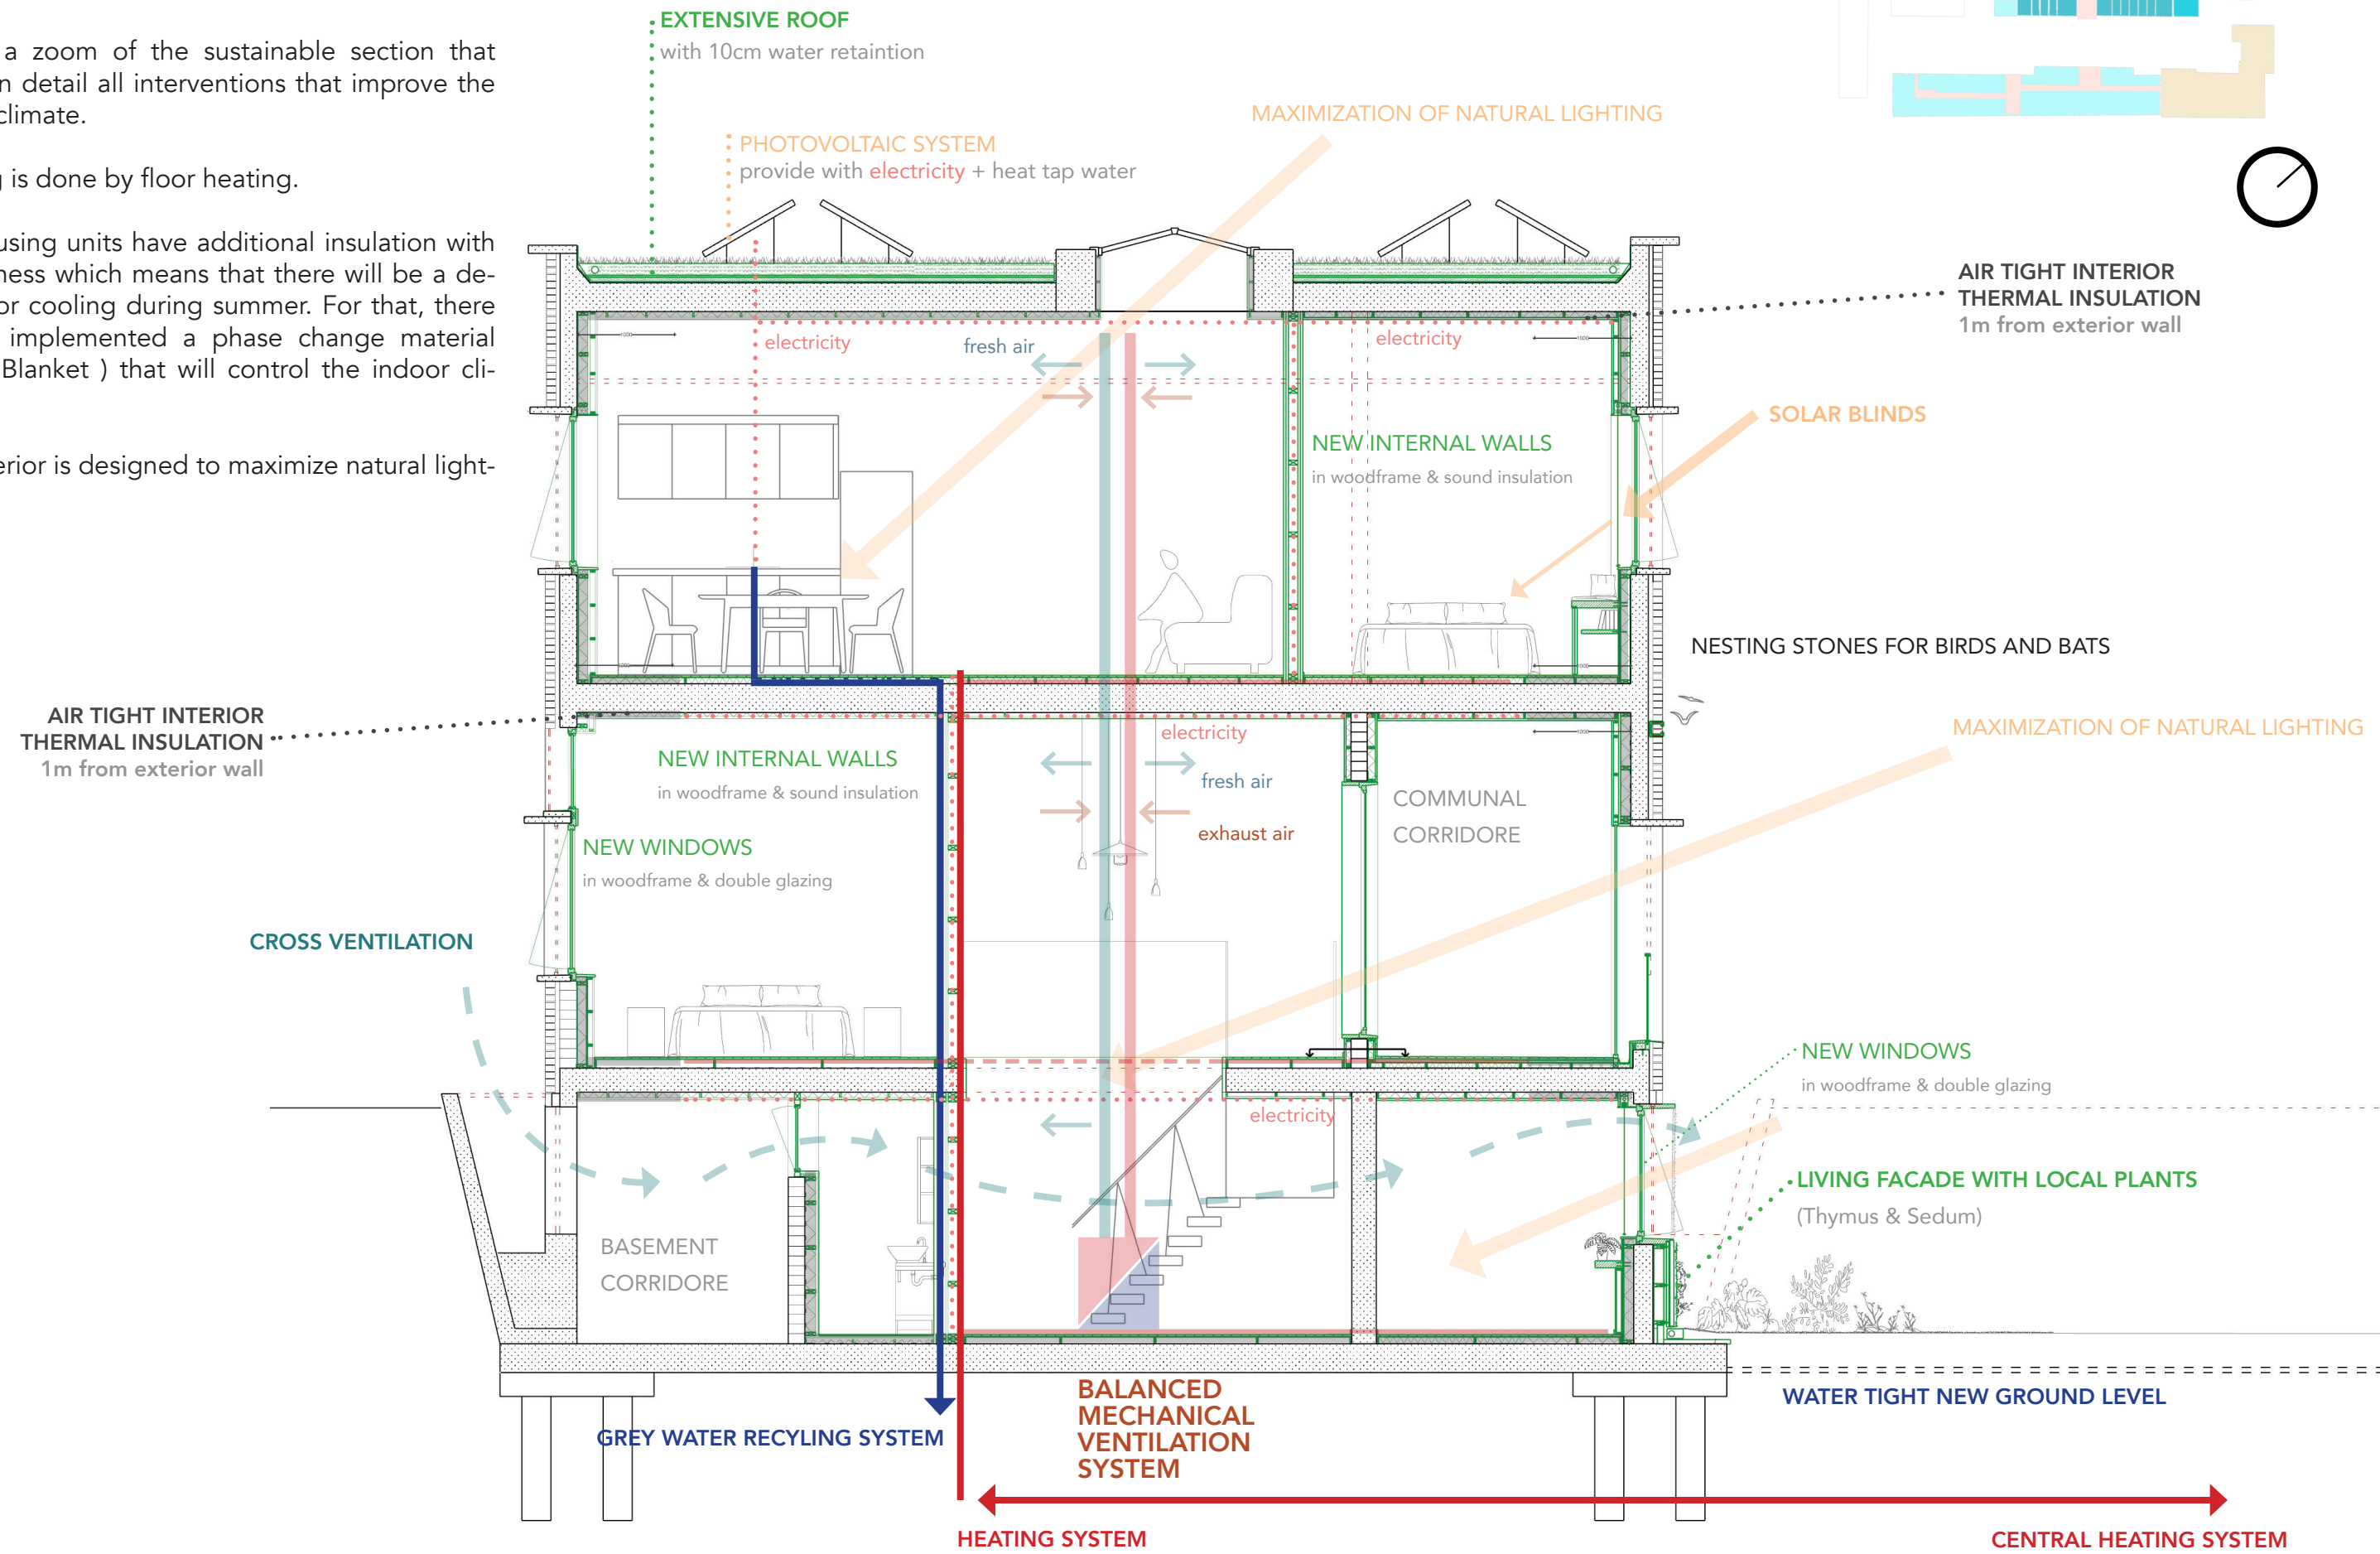 a zoom of the sustainable section that
n detail all interventions that improve the
climate.
g is done by floor heating.
using units have additional insulation with
ness which means that there will be a de-
or cooling during summer. For that, there
implemented a phase change material
Blanket ) that will control the indoor cli-
erior is designed to maximize natural light-
EXTENSIVE ROOF
with 10cm water retaintion
PHOTOVOLTAIC SYSTEM
provide with electricity + heat tap water
MAXIMIZATION OF NATURAL LIGHTING
AIR TIGHT INTERIOR
THERMAL INSULATION
1m from exterior wall
electricity
fresh air
electricity
SOLAR BLINDS
NEW INTERNAL WALLS
in woodframe & sound insulation
NESTING STONES FOR BIRDS AND BATS
AIR TIGHT INTERIOR
THERMAL INSULATION
1m from exterior wall
MAXIMIZATION OF NATURAL LIGHTING
electricity
NEW INTERNAL WALLS
in woodframe & sound insulation
fresh air
exhaust air
COMMUNAL
CORRIDORE
NEW WINDOWS
in woodframe & double glazing
CROSS VENTILATION
NEW WINDOWS
in woodframe & double glazing
electricity
LIVING FACADE WITH LOCAL PLANTS
(Thymus & Sedum)
BASEMENT
CORRIDORE
BALANCED
MECHANICAL
VENTILATION
SYSTEM
WATER TIGHT NEW GROUND LEVEL
GREY WATER RECYLING SYSTEM
HEATING SYSTEM
CENTRAL HEATING SYSTEM